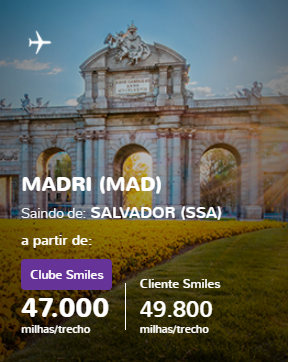 MADRI (MAD)
Saindo de: SALVADOR (SSA)
a partir de:
Clube Smiles
47.000
milhas/trecho
Cliente Smiles
49.800
milhas/trecho